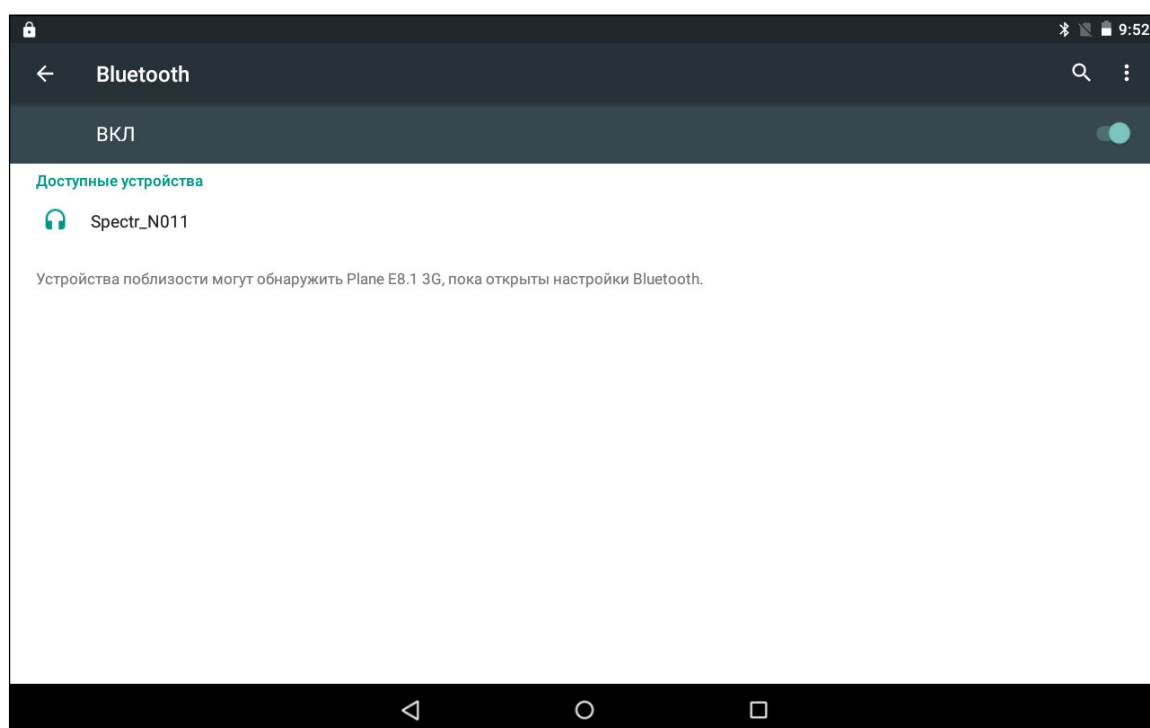 9:52
Bluetooth
ВКЛ
Доступные устройства
Spectr_N011
Устройства поблизости могут обнаружить Plane E8.1 3G, пока открыты настройки Bluetooth.